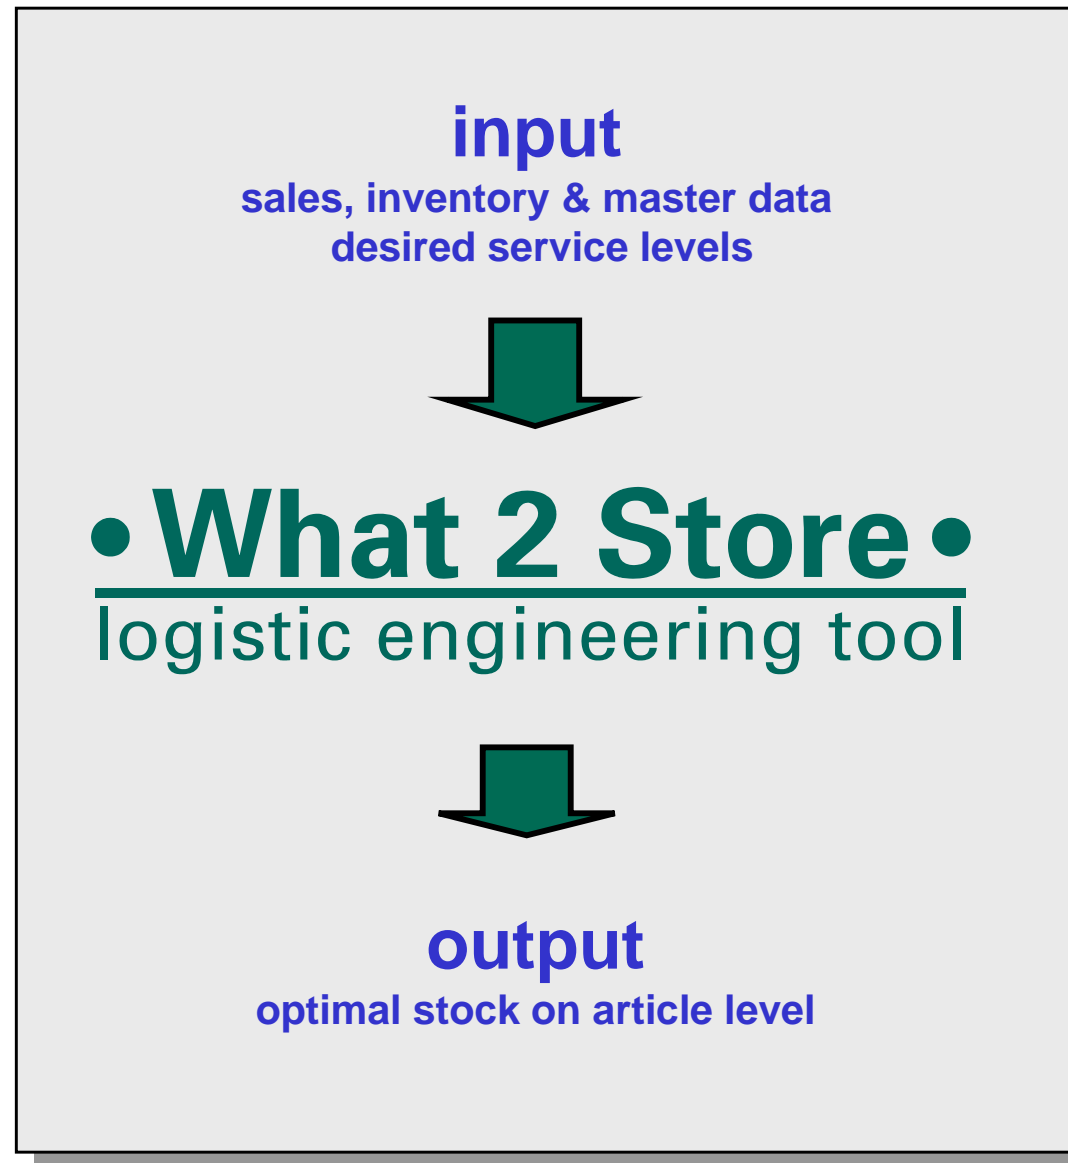 input
sales, inventory & master data
desired service levels
• What 2 Store •
logistic engineering tool
output
optimal stock on article level